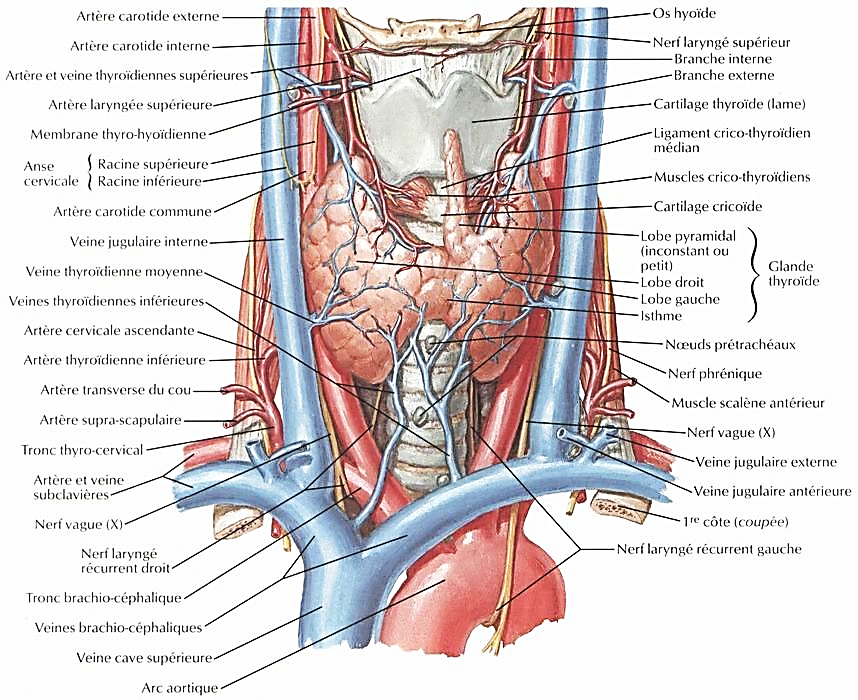 Artère carotide externe
Artère carotide interne
Artère et veine thyroïdiennes supérieures
Artère laryngée supérieure
Membrane thyro-hyoïdienne
Anse
cervicale
Racine supérieure
Racine inférieure
Artère carotide commune
Veine jugulaire interne
Veine thyroïdienne moyenne
Veines thyroïdiennes inférieures
Artère cervicale ascendante
Artère thyroïdienne inférieure
Artère transverse du cou
Artère supra-scapulaire
Tronc thyro-cervical
Artère et veine
subclavières
Nerf vague (X)
Nerf laryngé
récurrent droit
Tronc brachio-céphalique
Veines brachio-céphaliques
Veine cave supérieure
Arc aortique
Os hyoïde
Nerf laryngé supérieur
Branche interne
Branche externe
Cartilage thyroïde (lame)
Ligament crico-thyroïdien
médian
Muscles crico-thyroïdiens
Cartilage cricoïde
Lobe pyramidal
(inconstant ou
petit)
Lobe droit
Lobe gauche
Isthme
Glande
thyroïde
Nœuds prétrachéaux
Nerf phrénique
Muscle scalène antérieur
Nerf vague (X)
Veine jugulaire externe
Veine jugulaire antérieure
1re côte (coupée)
Nerf laryngé récurrent gauche